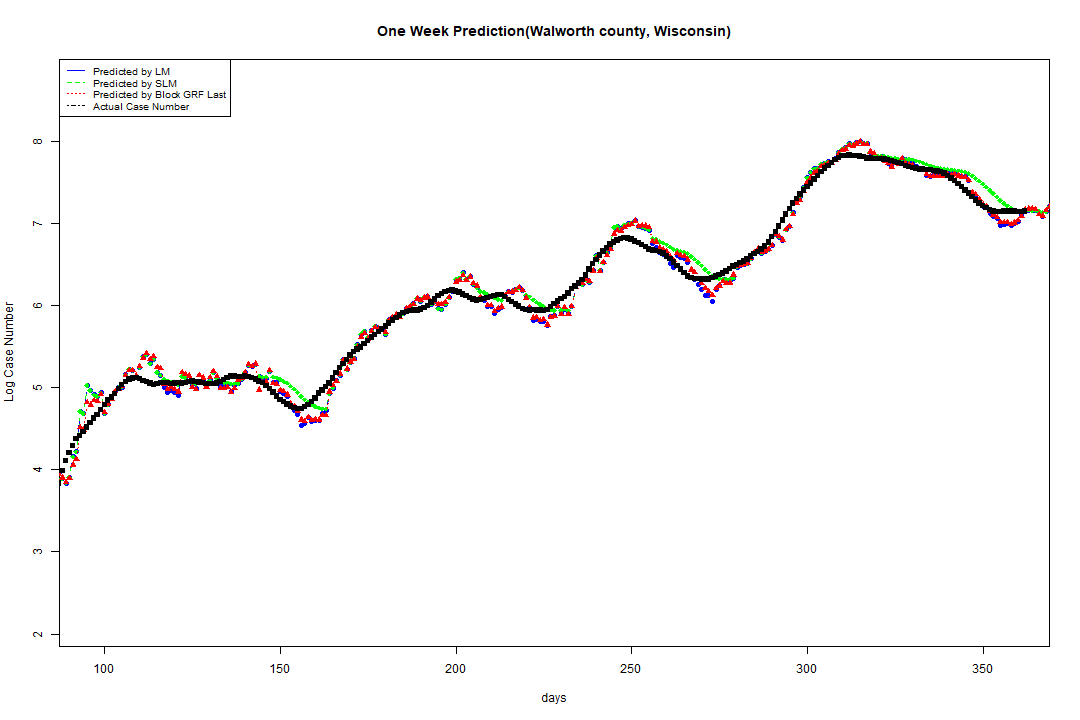 One Week Prediction(Walworth county, Wisconsin)
Predicted by LM
Predicted by SLM
Predicted by Block GRF Last
Actual Case Number
8
7
6
5
4
3
2
Log Case Number
100 150 200 250 300 350
days